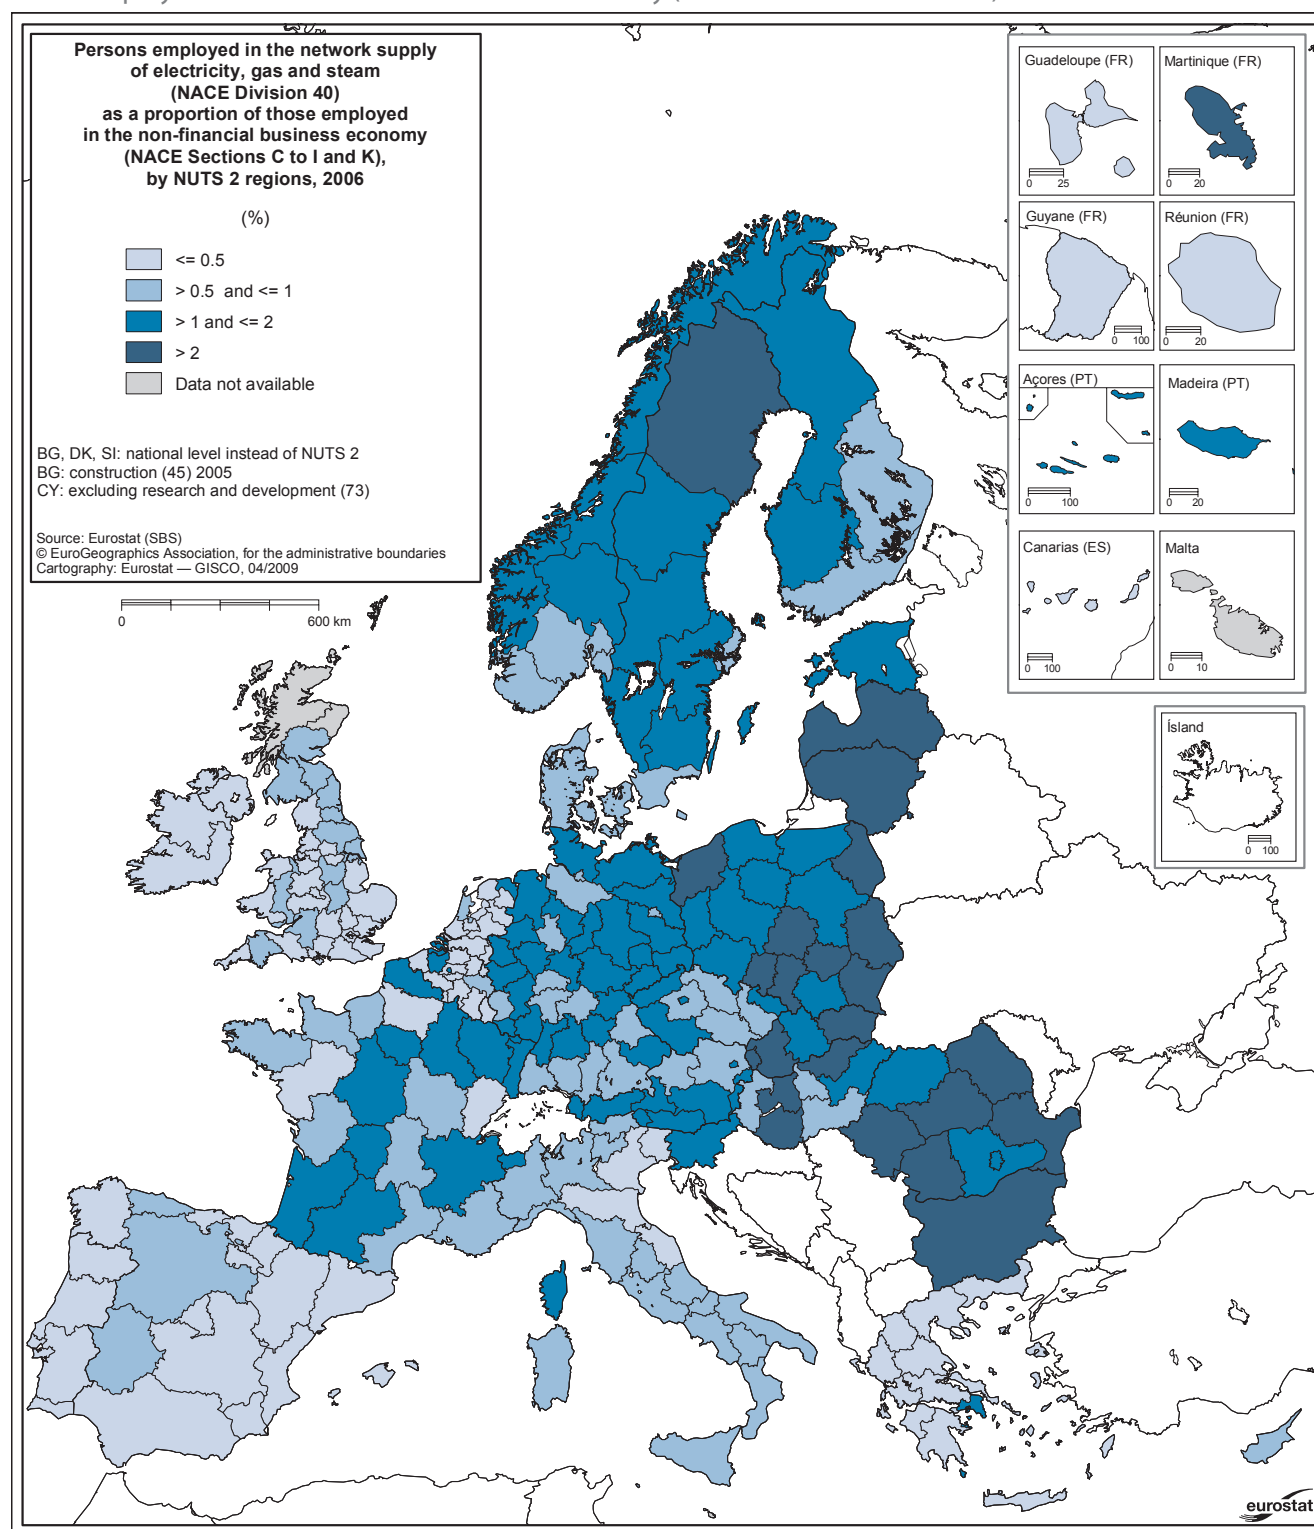 Persons employed in the network supply
of electricity, gas and steam
(NACE Division 40)
as a proportion of those employed
in the non-financial business economy
(NACE Sections C to I and K),
by NUTS 2 regions, 2006
(%)
<= 0.5
> 0.5 and <= 1
> 1 and <= 2
> 2
Data not available
BG, DK, SI: national level instead of NUTS 2
BG: construction (45) 2005
CY: excluding research and development (73)
Source: Eurostat (SBS)
© EuroGeographics Association, for the administrative boundaries
Cartography: Eurostat — GISCO, 04/2009
0 600 km
Guadeloupe (FR)
0 25
Martinique (FR)
0 20
Guyane (FR)
0 100
Réunion (FR)
0 20
Açores (PT)
0 100
Madeira (PT)
0 20
Canarias (ES)
0 100
Malta
0 10
Ísland
0 100
eurostat